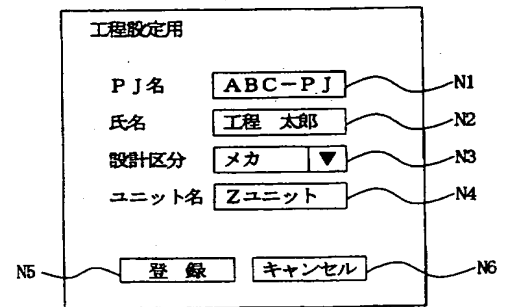 工程設定用
PJ名 ABC-PJ N1
氏名 工程 太郎 N2
設計区分 メカ ▼ N3
ユニット名 Zユニット N4
N5 登録 キャンセル N6